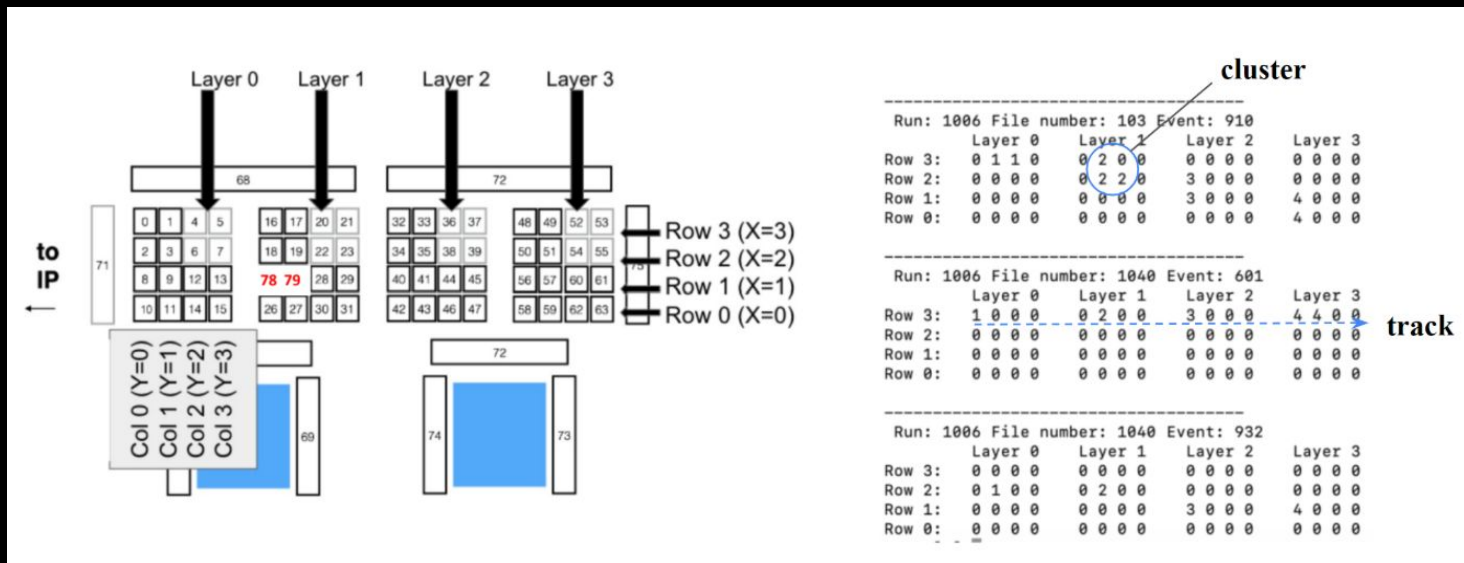 Layer 0 Layer 1 Layer 2 Layer 3
68 72
0 1 4 5 16 17 20 21 32 33 36 37 48 49 52 53
Row 3 (X=3)
2 3 6 7 18 19 22 23 34 35 38 39 50 51 54 55
Row 2 (X=2)
71
to
IP
75
8 9 12 13 78 79 28 29 40 41 44 45 56 57 60 61
Row 1 (X=1)
10 11 14 15 26 27 30 31 42 43 46 47 58 59 62 63
Row 0 (X=0)
Col 0 (Y=0)
Col 1 (Y=1)
Col 2 (Y=2)
Col 3 (Y=3)
72
69 74 73
cluster
Run: 1006 File number: 103 Event: 910
Layer 0 Layer 1 Layer 2 Layer 3
Row 3: 0 1 1 0 0 2 0 0 0 0 0 0 0 0 0 0
Row 2: 0 0 0 0 0 2 2 0 3 0 0 0 0 0 0 0
Row 1: 0 0 0 0 0 0 0 0 3 0 0 0 4 0 0 0
Row 0: 0 0 0 0 0 0 0 0 0 0 0 0 4 0 0 0
Run: 1006 File number: 1040 Event: 601
Layer 0 Layer 1 Layer 2 Layer 3
Row 3: 1 0 0 0 0 2 0 0 3 0 0 0 4 4 0 0
track
Row 2: 0 0 0 0 0 0 0 0 0 0 0 0 0 0 0 0
Row 1: 0 0 0 0 0 0 0 0 0 0 0 0 0 0 0 0
Row 0: 0 0 0 0 0 0 0 0 0 0 0 0 0 0 0 0
Run: 1006 File number: 1040 Event: 932
Layer 0 Layer 1 Layer 2 Layer 3
Row 3: 0 0 0 0 0 0 0 0 0 0 0 0 0 0 0 0
Row 2: 0 1 0 0 0 2 0 0 0 0 0 0 0 0 0 0
Row 1: 0 0 0 0 0 0 0 0 3 0 0 0 4 0 0 0
Row 0: 0 0 0 0 0 0 0 0 0 0 0 0 0 0 0 0